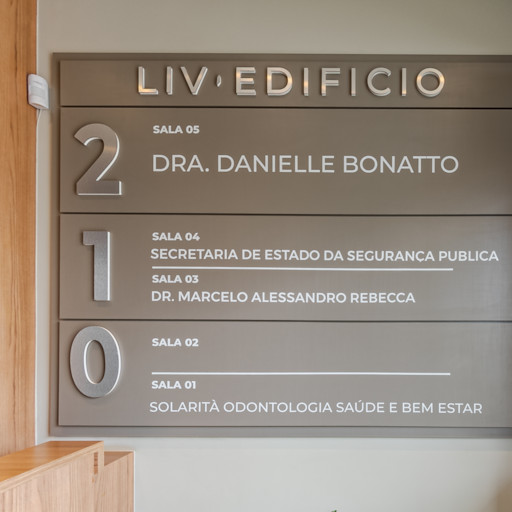 LIV · EDIFICIO
2
SALA 05
DRA. DANIELLE BONATTO
1
SALA 04
SECRETARIA DE ESTADO DA SEGURANÇA PUBLICA
SALA 03
DR. MARCELO ALESSANDRO REBECCA
0
SALA 02
SALA 01
SOLARITÀ ODONTOLOGIA SAÚDE E BEM ESTAR